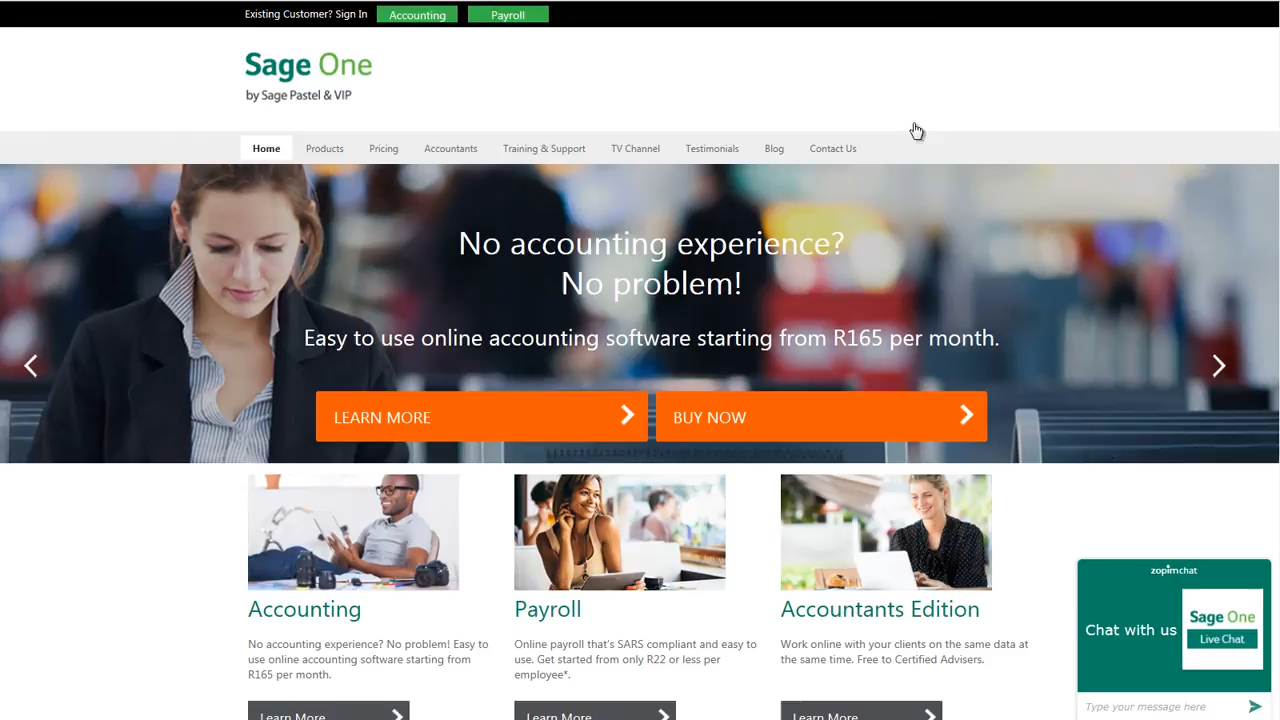 Existing Customer? Sign In Accounting Payroll
Sage One
by Sage Pastel & VIP
Home Products Pricing Accountants Training & Support TV Channel Testimonials Blog Contact Us
No accounting experience?
No problem!
Easy to use online accounting software starting from R165 per month.
LEARN MORE
BUY NOW
Accounting
No accounting experience? No problem! Easy to
use online accounting software starting from
R165 per month.
Learn More
Payroll
Online payroll that's SARS compliant and easy to
use. Get started from only R22 or less per
employee*.
Learn More
Accountants Edition
Work online with your clients on the same data at
the same time. Free to Certified Advisers.
Learn More
zopimchat
Chat with us
Sage One
Live Chat
Type your message here